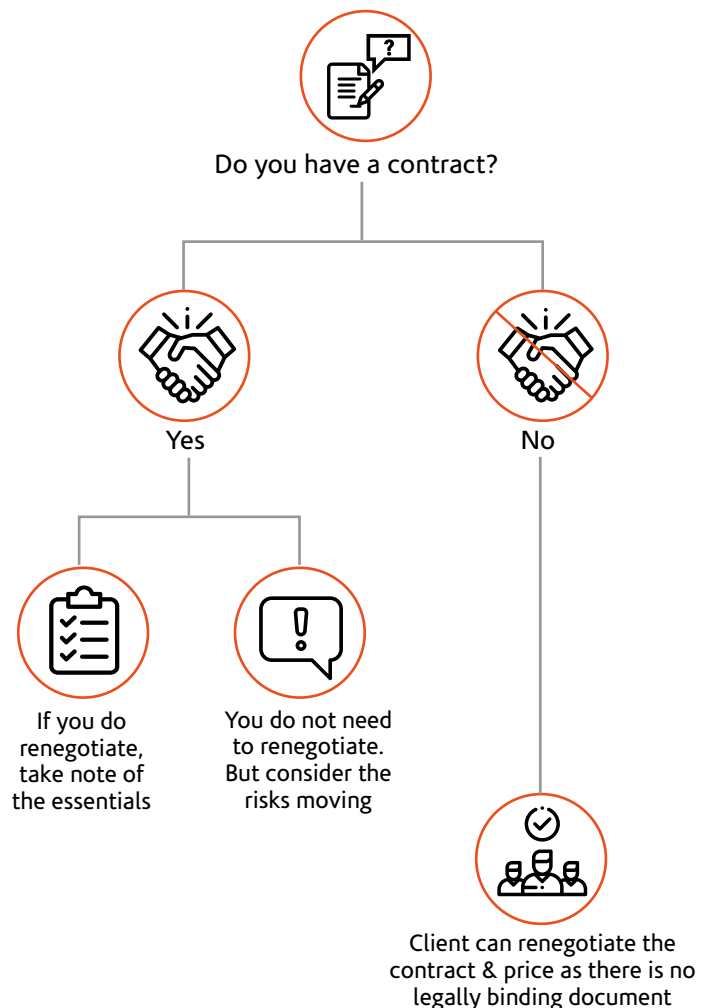 ?
Do you have a contract?
Yes
No
If you do
renegotiate,
take note of
the essentials
You do not need
to renegotiate.
But consider the
risks moving
Client can renegotiate the
contract & price as there is no
legally binding document